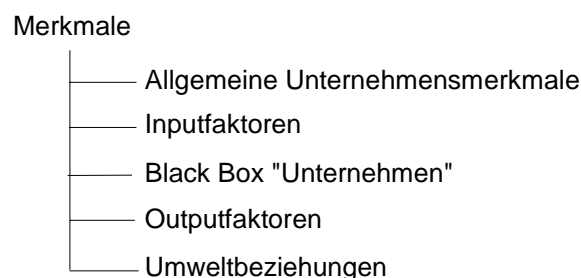 Merkmale
Allgemeine Unternehmensmerkmale
Inputfaktoren
Black Box "Unternehmen"
Outputfaktoren
Umweltbeziehungen